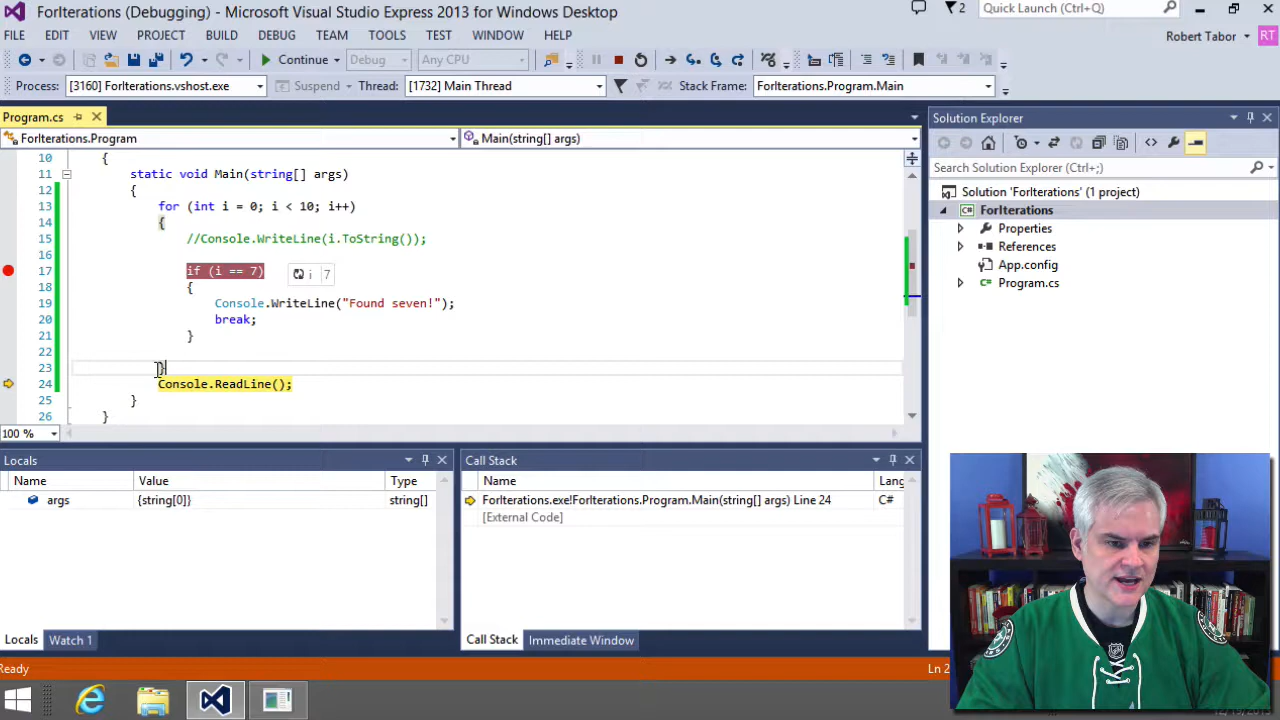 ForIterations (Debugging) - Microsoft Visual Studio Express 2013 for Windows Desktop
2
Quick Launch (Ctrl+Q)
FILE EDIT VIEW PROJECT BUILD DEBUG TEAM TOOLS TEST WINDOW HELP
Robert Tabor RT
Continue Debug Any CPU
Process: [3160] ForIterations.vshost.exe Suspend Thread: [1732] Main Thread Stack Frame: ForIterations.Program.Main
Program.cs
ForIterations.Program
Main(string[] args)
10 {
11 static void Main(string[] args)
12 {
13 for (int i = 0; i < 10; i++)
14 {
15 //Console.WriteLine(i.ToString());
16
17 if (i == 7) i 7
18 {
19 Console.WriteLine("Found seven!");
20 break;
21 }
22
23 }
24 Console.ReadLine();
25 }
26 }
100 %
Solution Explorer
Search Solution Explorer (Ctrl+;)
Solution 'ForIterations' (1 project)
C# ForIterations
Properties
References
App.config
C# Program.cs
Locals
Name Value Type
args {string[0]} string[]
Locals Watch 1
Call Stack
Name Lang
ForIterations.exe!ForIterations.Program.Main(string[] args) Line 24 C#
[External Code]
Call Stack Immediate Window
Ready
Ln 2